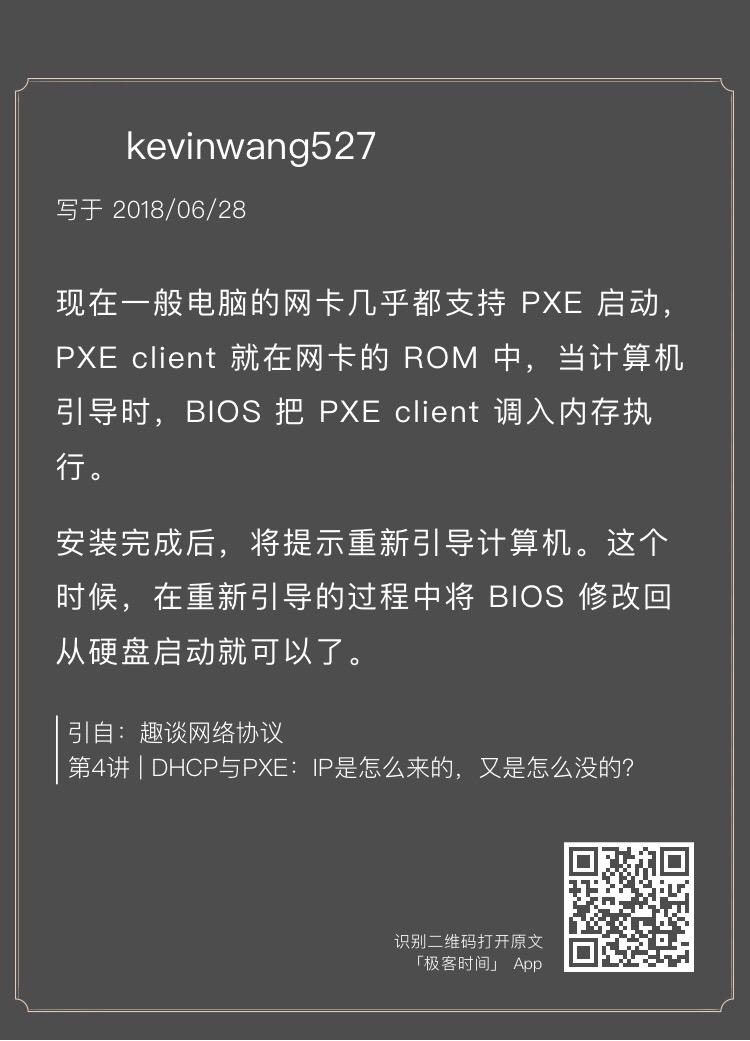 kevinwang527
写于 2018/06/28
现在一般电脑的网卡几乎都支持 PXE 启动，
PXE client 就在网卡的 ROM 中，当计算机
引导时，BIOS 把 PXE client 调入内存执
行。
安装完成后，将提示重新引导计算机。这个
时候，在重新引导的过程中将 BIOS 修改回
从硬盘启动就可以了。
引自：趣谈网络协议
第4讲 | DHCP与PXE：IP是怎么来的，又是怎么没的？
识别二维码打开原文
「极客时间」 App